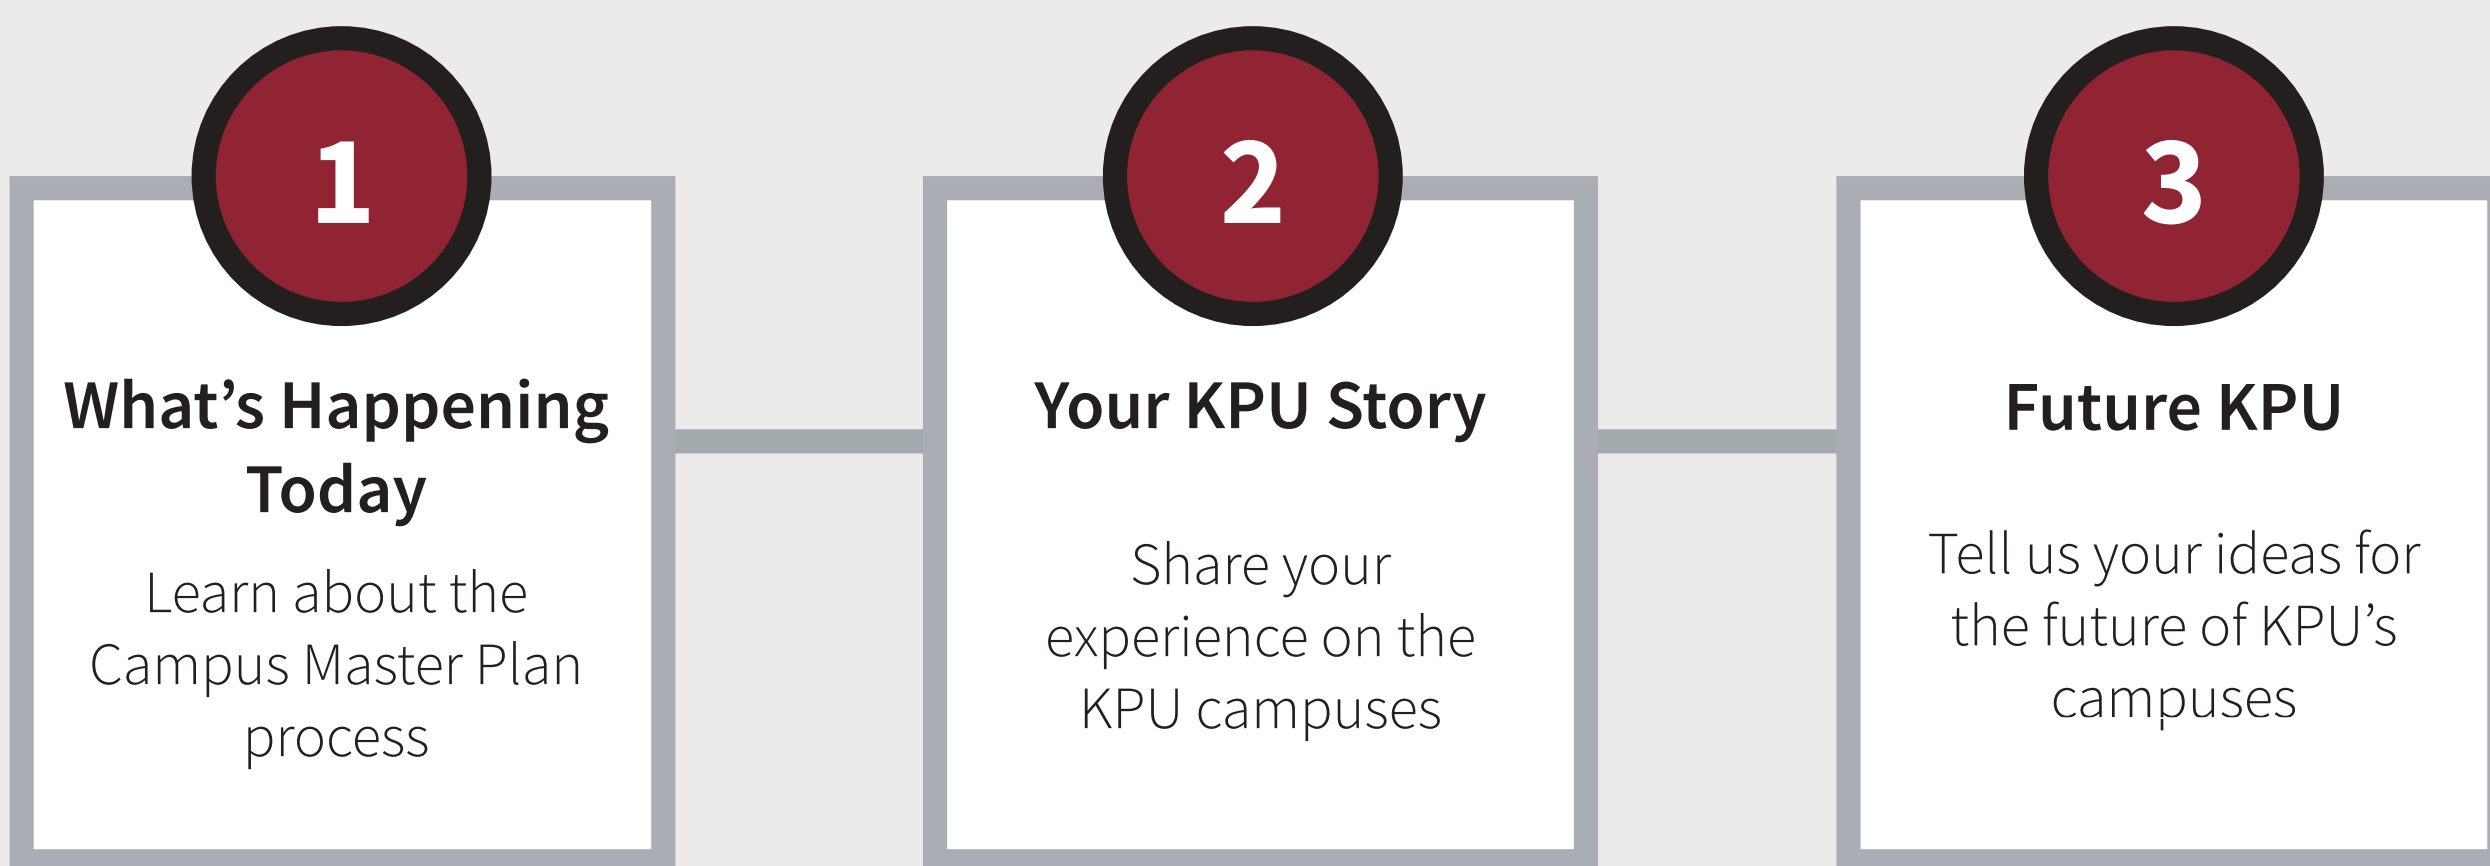 1
What’s Happening
Today
Learn about the
Campus Master Plan
process
2
Your KPU Story
Share your
experience on the
KPU campuses
3
Future KPU
Tell us your ideas for
the future of KPU’s
campuses